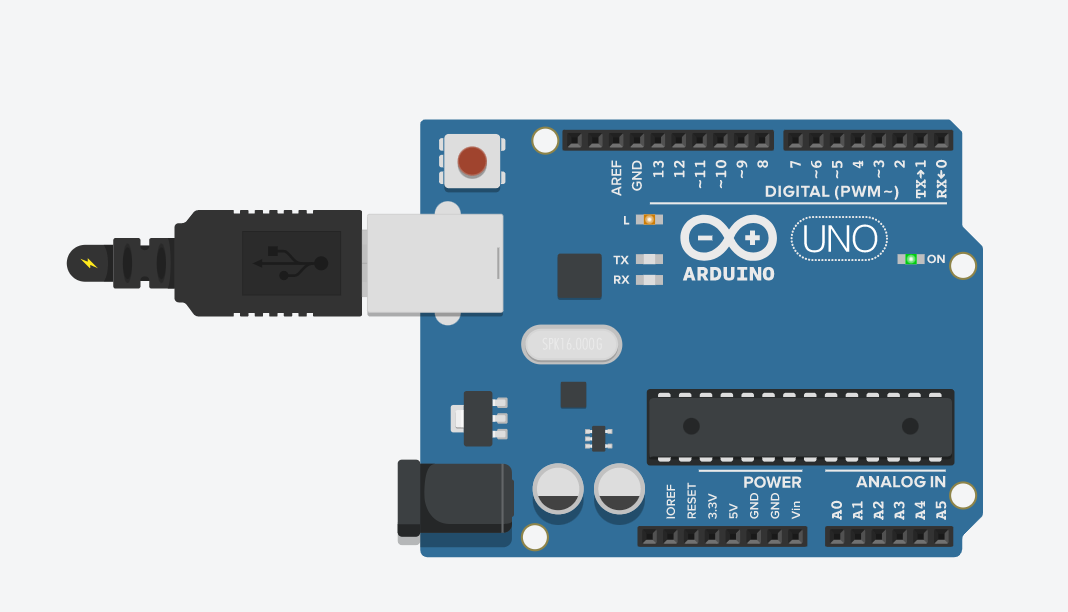 AREF GND 13 12 ~11 ~10 ~9 8 7 ~6 ~5 4 ~3 2 TX→1 RX←0
DIGITAL (PWM~)
L
UNO
TX
ON
ARDUINO
RX
SPK16.000G
POWER
ANALOG IN
IOREF RESET 3.3V 5V GND GND Vin A0 A1 A2 A3 A4 A5